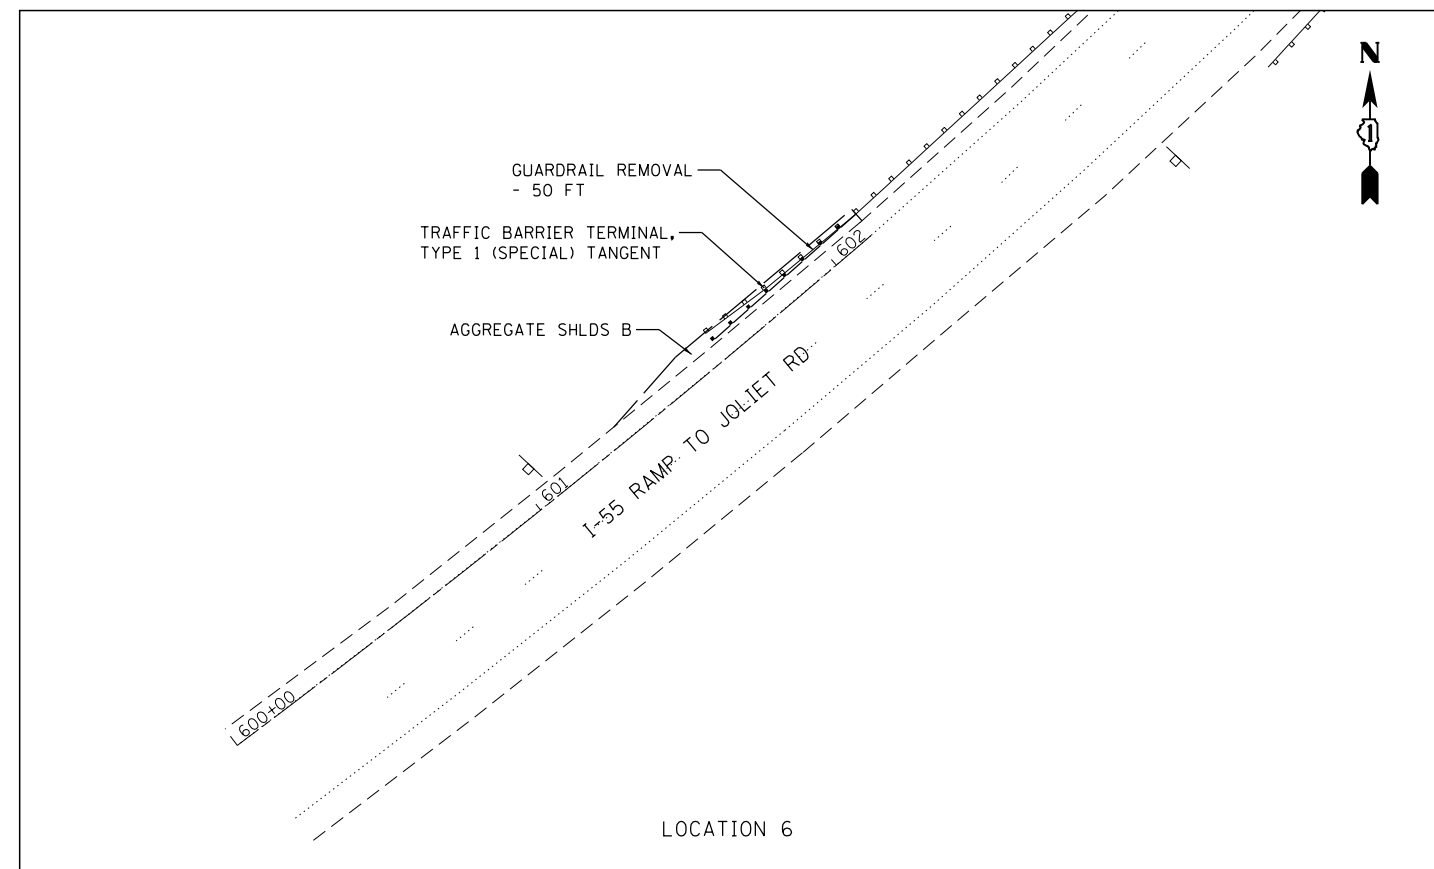 N
1
GUARDRAIL REMOVAL
- 50 FT
TRAFFIC BARRIER TERMINAL,
TYPE 1 (SPECIAL) TANGENT
602
AGGREGATE SHLDS B
I-55 RAMP TO JOLIET RD
601
600+00
LOCATION 6